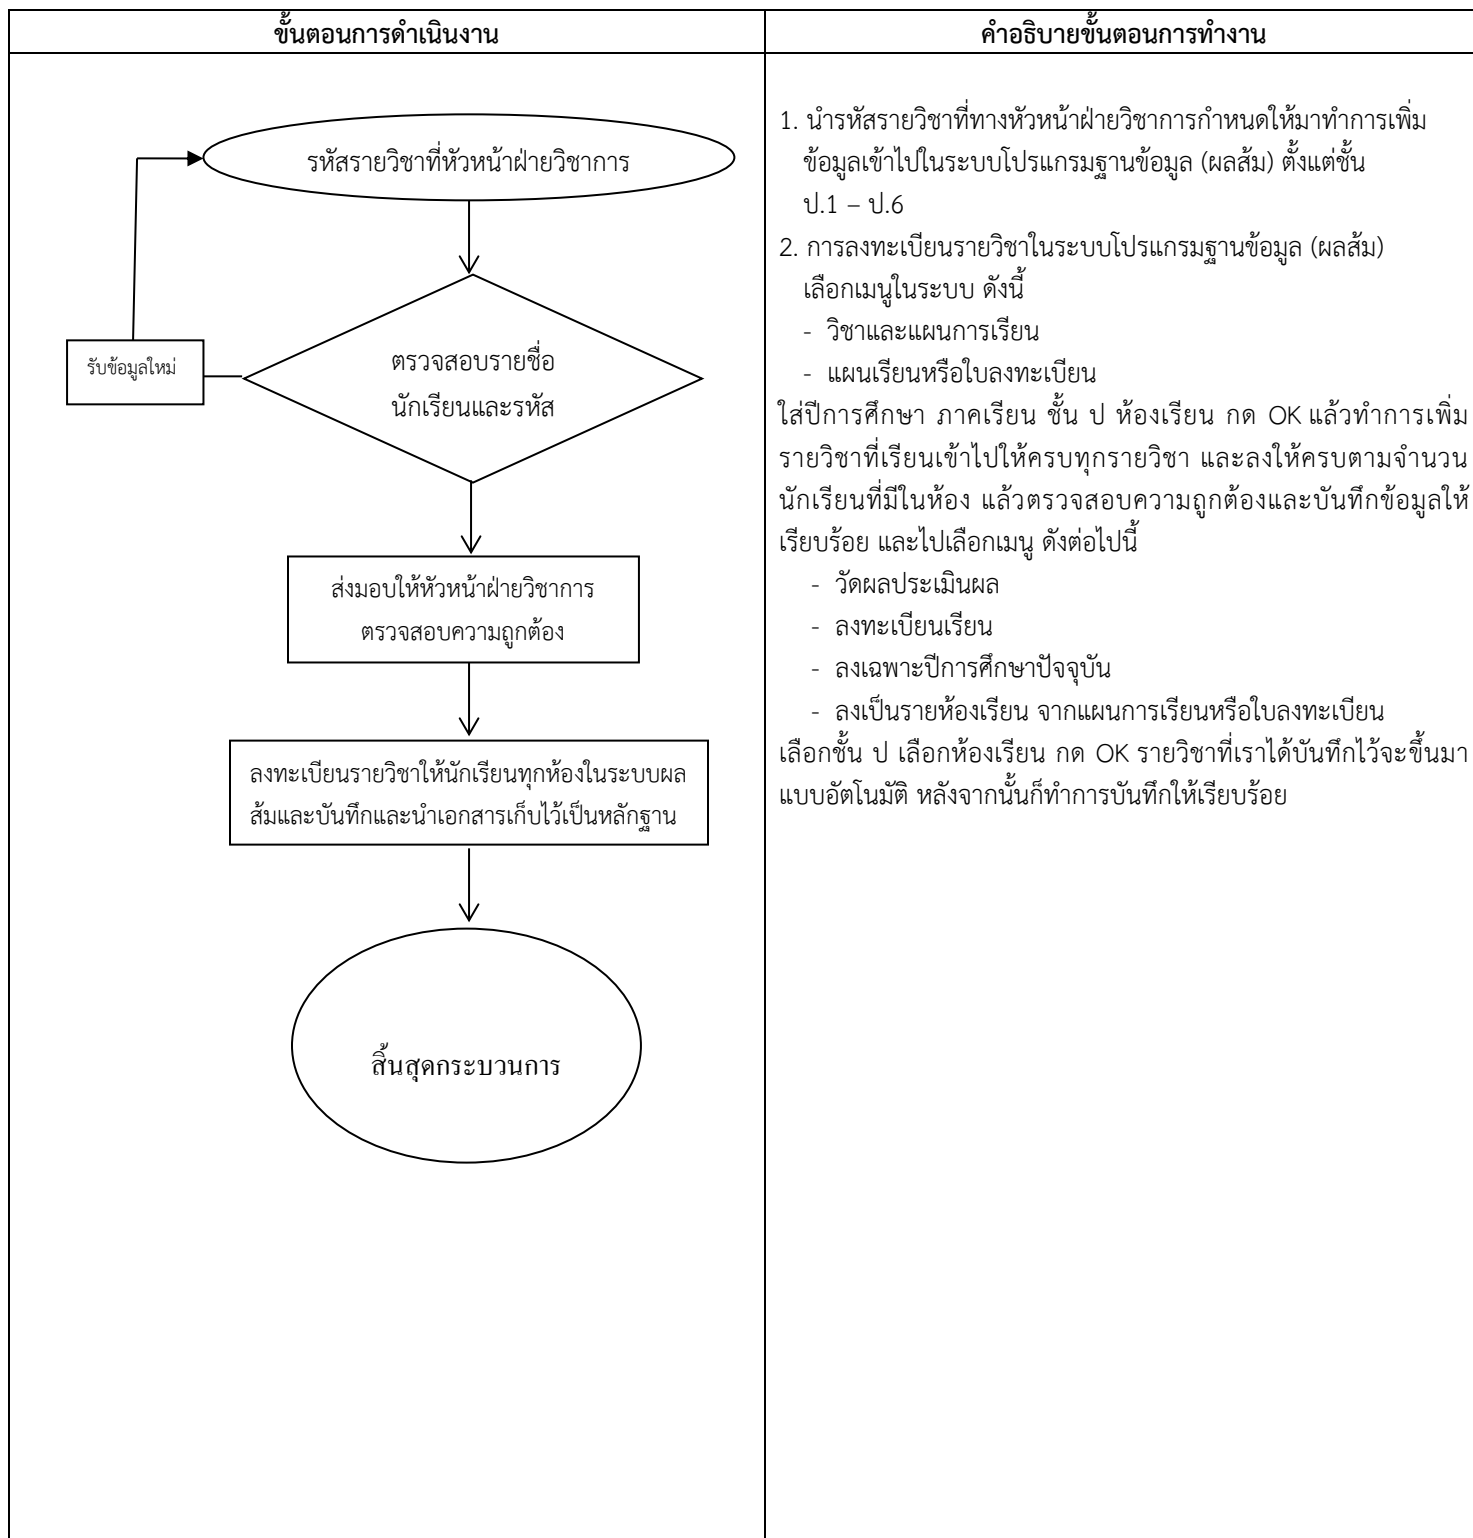 ขั้นตอนการดำเนินงาน
คำอธิบายขั้นตอนการทำงาน
รหัสรายวิชาที่หัวหน้าฝ่ายวิชาการ
รับข้อมูลใหม่
ตรวจสอบรายชื่อ
นักเรียนและรหัส
ส่งมอบให้หัวหน้าฝ่ายวิชาการ
ตรวจสอบความถูกต้อง
ลงทะเบียนรายวิชาให้นักเรียนทุกห้องในระบบผล
ส้มและบันทึกและนำเอกสารเก็บไว้เป็นหลักฐาน
สิ้นสุดกระบวนการ
1. นำรหัสรายวิชาที่ทางหัวหน้าฝ่ายวิชาการกำหนดให้มาทำการเพิ่ม
ข้อมูลเข้าไปในระบบโปรแกรมฐานข้อมูล (ผลส้ม) ตั้งแต่ชั้น
ป.1 – ป.6
2. การลงทะเบียนรายวิชาในระบบโปรแกรมฐานข้อมูล (ผลส้ม)
เลือกเมนูในระบบ ดังนี้
- วิชาและแผนการเรียน
- แผนเรียนหรือใบลงทะเบียน
ใส่ปีการศึกษา ภาคเรียน ชั้น ป ห้องเรียน กด OK แล้วทำการเพิ่ม
รายวิชาที่เรียนเข้าไปให้ครบทุกรายวิชา และลงให้ครบตามจำนวน
นักเรียนที่มีในห้อง แล้วตรวจสอบความถูกต้องและบันทึกข้อมูลให้
เรียบร้อย และไปเลือกเมนู ดังต่อไปนี้
- วัดผลประเมินผล
- ลงทะเบียนเรียน
- ลงเฉพาะปีการศึกษาปัจจุบัน
- ลงเป็นรายห้องเรียน จากแผนการเรียนหรือใบลงทะเบียน
เลือกชั้น ป เลือกห้องเรียน กด OK รายวิชาที่เราได้บันทึกไว้จะขึ้นมา
แบบอัตโนมัติ หลังจากนั้นก็ทำการบันทึกให้เรียบร้อย